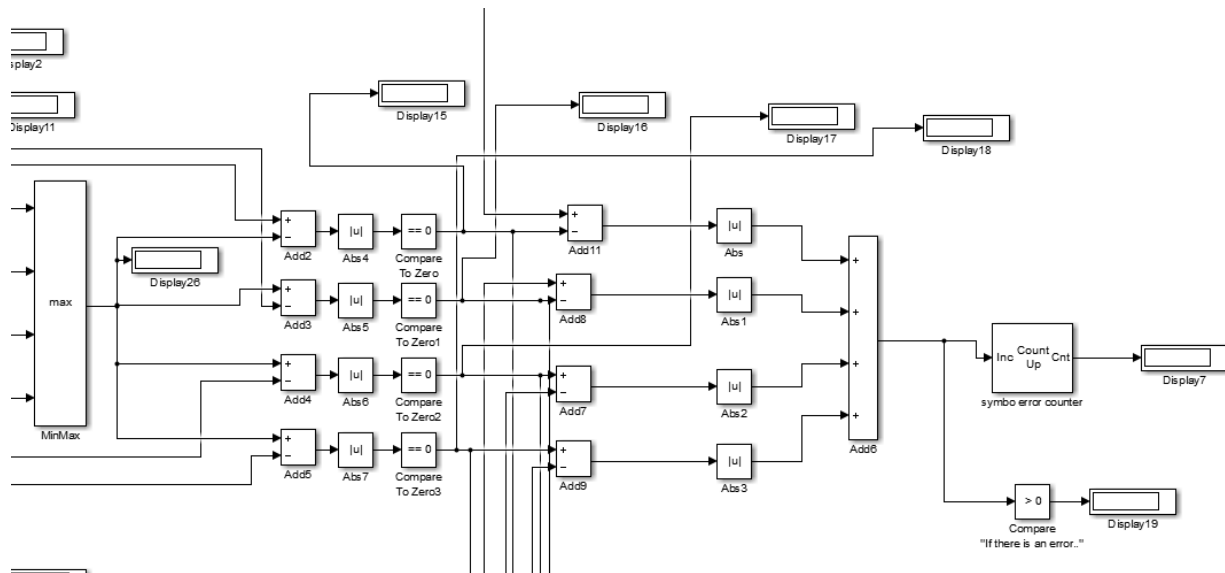 Display15
Display16
Display17
Display18
+
−
Add2
|u|
Abs4
== 0
Compare
To Zero
+
−
Add11
|u|
Abs
max
MinMax
Display26
+
−
Add3
|u|
Abs5
== 0
Compare
To Zero1
+
−
Add8
|u|
Abs1
+
+
+
+
Add6
Inc
Count
Up
Cnt
symbo error counter
Display7
+
−
Add4
|u|
Abs6
== 0
Compare
To Zero2
+
−
Add7
|u|
Abs2
+
−
Add5
|u|
Abs7
== 0
Compare
To Zero3
+
−
Add9
|u|
Abs3
> 0
Compare
"If there is an error.."
Display19
splay2
Display11